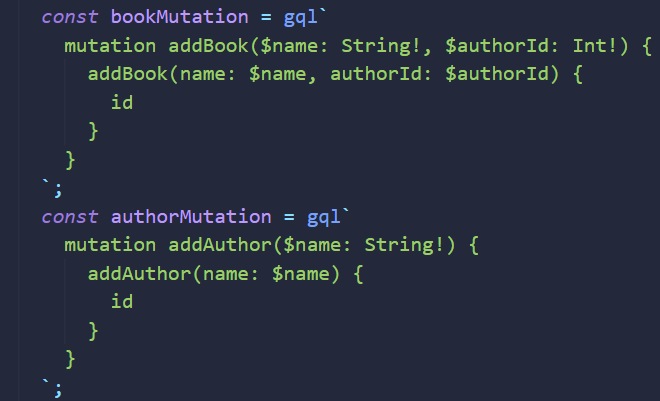 const bookMutation = gql`
  mutation addBook($name: String!, $authorId: Int!) {
    addBook(name: $name, authorId: $authorId) {
      id
    }
  }
`;
const authorMutation = gql`
  mutation addAuthor($name: String!) {
    addAuthor(name: $name) {
      id
    }
  }
`;